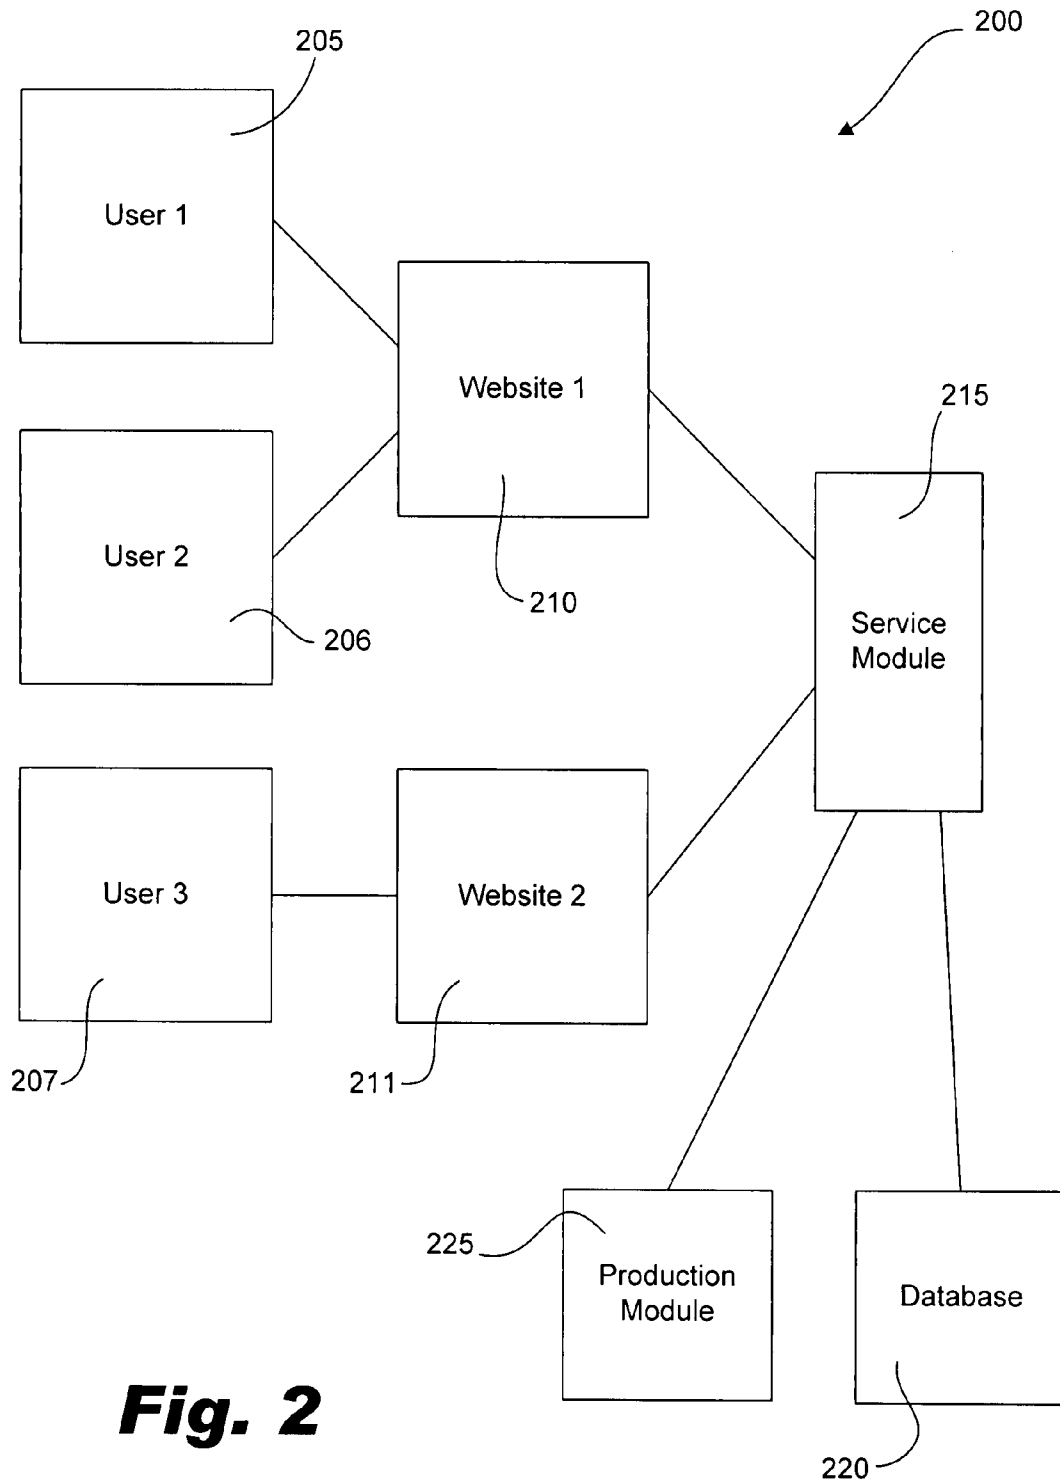 200
205
User 1
Website 1
215
User 2
210
206
Service
Module
User 3
Website 2
207
211
225
Production
Module
Database
Fig. 2
220